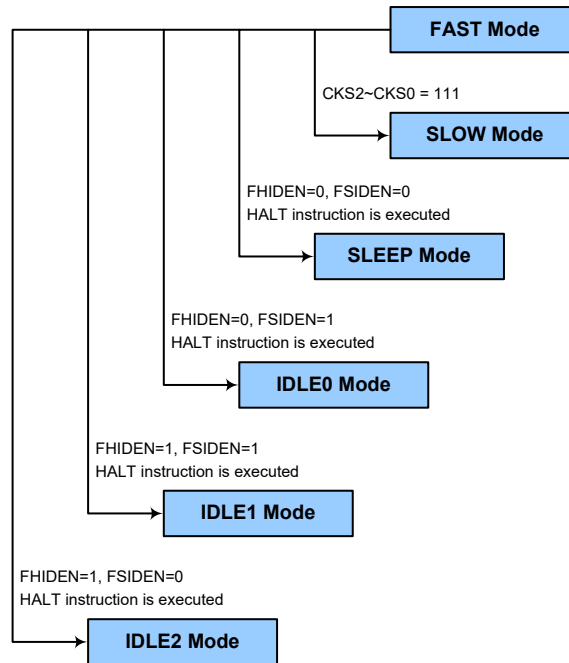 FAST Mode
CKS2~CKS0 = 111
SLOW Mode
FHIDEN=0, FSIDEN=0
HALT instruction is executed
SLEEP Mode
FHIDEN=0, FSIDEN=1
HALT instruction is executed
IDLE0 Mode
FHIDEN=1, FSIDEN=1
HALT instruction is executed
IDLE1 Mode
FHIDEN=1, FSIDEN=0
HALT instruction is executed
IDLE2 Mode